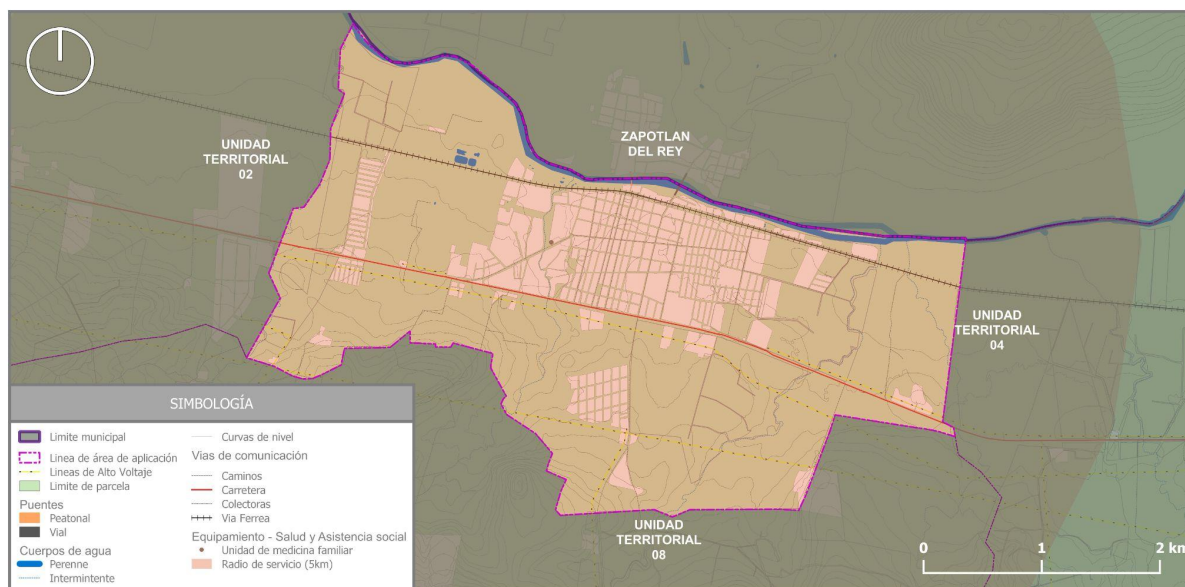 UNIDAD
TERRITORIAL
02
ZAPOTLAN
DEL REY
UNIDAD
TERRITORIAL
04
UNIDAD
TERRITORIAL
08
0 1 2 km
SIMBOLOGÍA
Limite municipal
Linea de área de aplicación
Lineas de Alto Voltaje
Limite de parcela
Puentes
Peatonal
Vial
Cuerpos de agua
Perenne
Intermintente
Curvas de nivel
Vias de comunicación
Caminos
Carretera
Colectoras
Via Ferrea
Equipamiento - Salud y Asistencia social
Unidad de medicina familiar
Radio de servicio (5km)